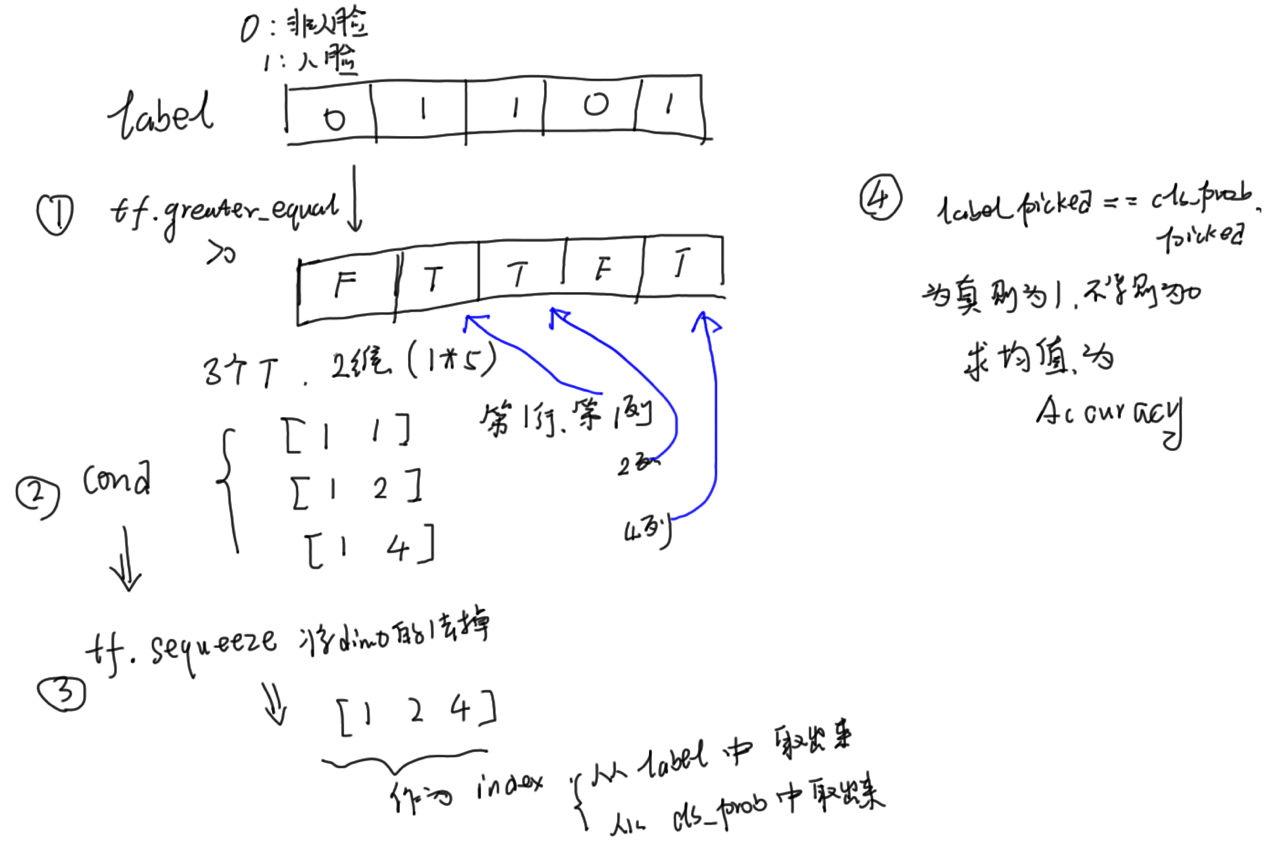 0:非人脸
1:人脸
label
0 1 1 0 1
① tf.greater_equal
>0
F T T F T
3个T. 2维 (1*5)
第1行.第1列
2列
4列
② cond
[1 1]
[1 2]
[1 4]
tf.sequeeze 将dim0的1去掉
③
[1 2 4]
作为 index
从 label 中 取出来
从 cls_prob 中取出来
④ label picked == cls_prob.
picked
为真则为1,不等则为0
求均值,为
Accuracy